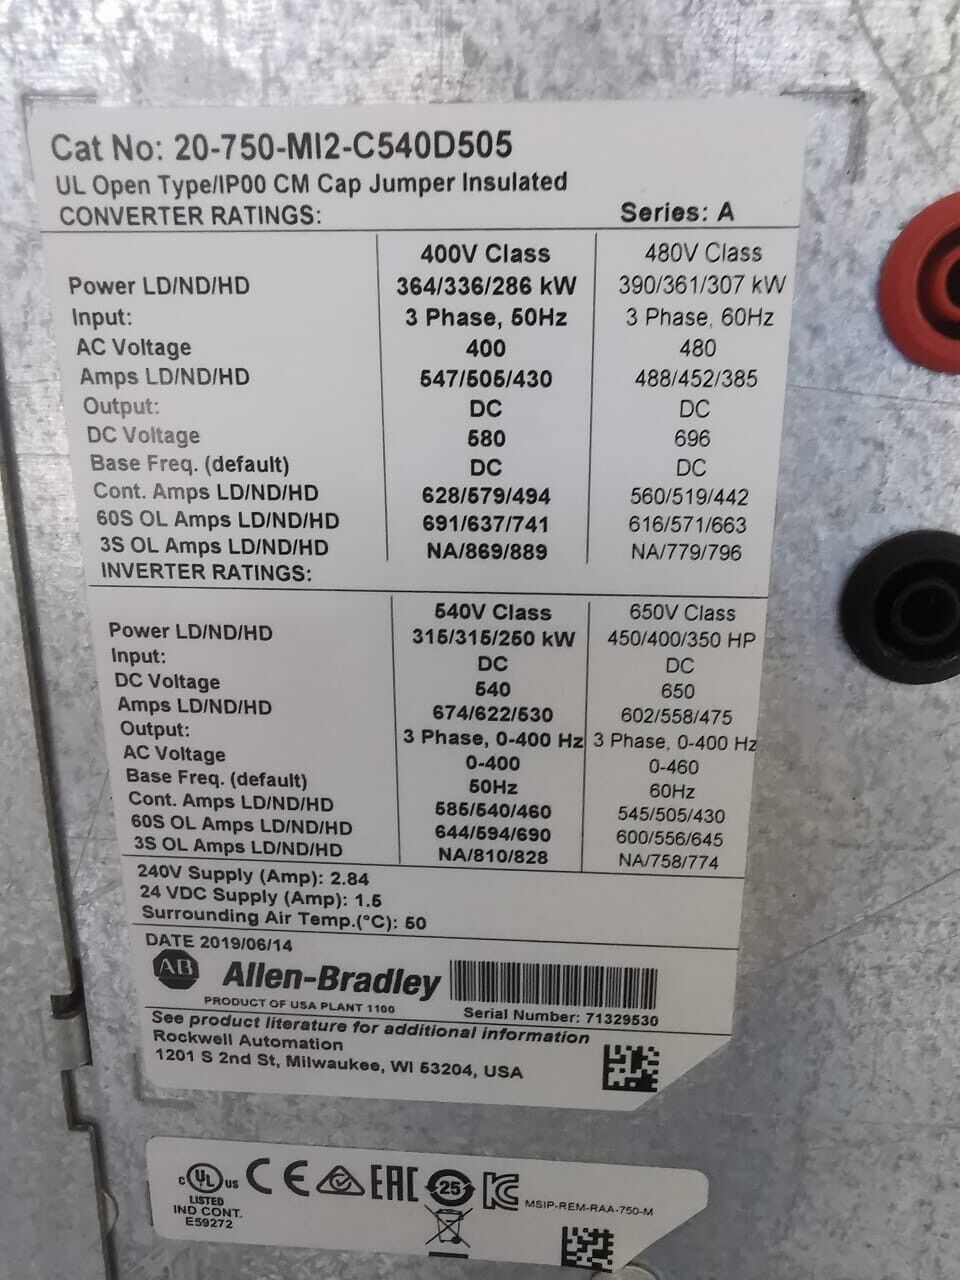 Cat No: 20-750-MI2-C540D505
UL Open Type/IP00 CM Cap Jumper Insulated
CONVERTER RATINGS: Series: A
400V Class 480V Class
Power LD/ND/HD 364/336/286 kW 390/361/307 kW
Input: 3 Phase, 50Hz 3 Phase, 60Hz
AC Voltage 400 480
Amps LD/ND/HD 547/505/430 488/452/385
Output: DC DC
DC Voltage 580 696
Base Freq. (default) DC DC
Cont. Amps LD/ND/HD 628/579/494 560/519/442
60S OL Amps LD/ND/HD 691/637/741 616/571/663
3S OL Amps LD/ND/HD NA/869/889 NA/779/796
INVERTER RATINGS:
540V Class 650V Class
Power LD/ND/HD 315/315/250 kW 450/400/350 HP
Input: DC DC
DC Voltage 540 650
Amps LD/ND/HD 674/622/530 602/558/475
Output: 3 Phase, 0-400 Hz 3 Phase, 0-400 Hz
AC Voltage 0-400 0-460
Base Freq. (default) 50Hz 60Hz
Cont. Amps LD/ND/HD 585/540/460 545/505/430
60S OL Amps LD/ND/HD 644/594/690 600/556/645
3S OL Amps LD/ND/HD NA/810/828 NA/758/774
240V Supply (Amp): 2.84
24 VDC Supply (Amp): 1.5
Surrounding Air Temp.(°C): 50
DATE 2019/06/14
AB Allen-Bradley
PRODUCT OF USA PLANT 1100
Serial Number: 71329530
See product literature for additional information
Rockwell Automation
1201 S 2nd St, Milwaukee, WI 53204, USA
c UL US CE EAC 25 KC MSIP-REM-RAA-750-M
LISTED
IND CONT.
E59272